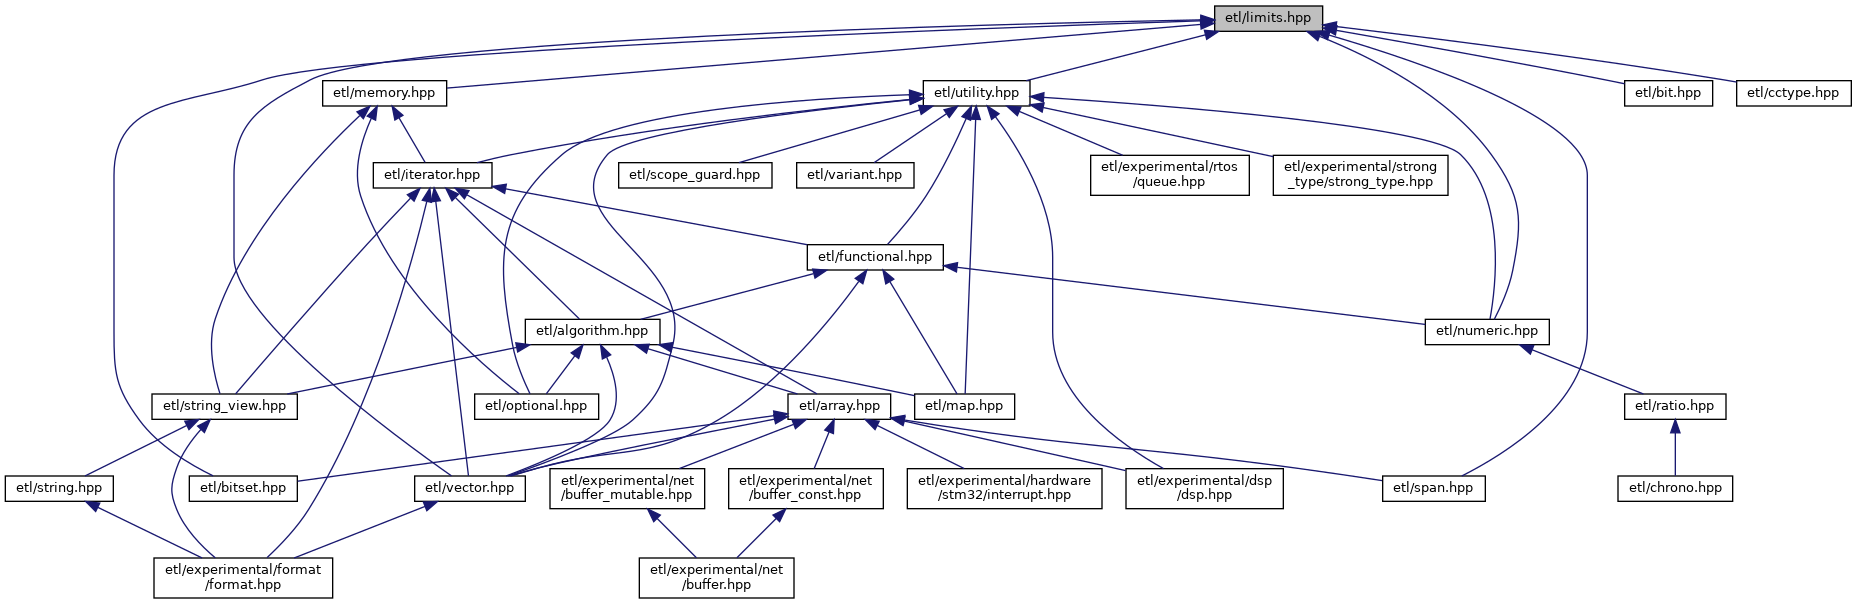 etl/limits.hpp
etl/memory.hpp
etl/utility.hpp
etl/bit.hpp
etl/cctype.hpp
etl/iterator.hpp
etl/scope_guard.hpp
etl/variant.hpp
etl/experimental/rtos
/queue.hpp
etl/experimental/strong
_type/strong_type.hpp
etl/functional.hpp
etl/algorithm.hpp
etl/numeric.hpp
etl/string_view.hpp
etl/optional.hpp
etl/array.hpp
etl/map.hpp
etl/ratio.hpp
etl/string.hpp
etl/bitset.hpp
etl/vector.hpp
etl/experimental/net
/buffer_mutable.hpp
etl/experimental/net
/buffer_const.hpp
etl/experimental/hardware
/stm32/interrupt.hpp
etl/experimental/dsp
/dsp.hpp
etl/span.hpp
etl/chrono.hpp
etl/experimental/format
/format.hpp
etl/experimental/net
/buffer.hpp